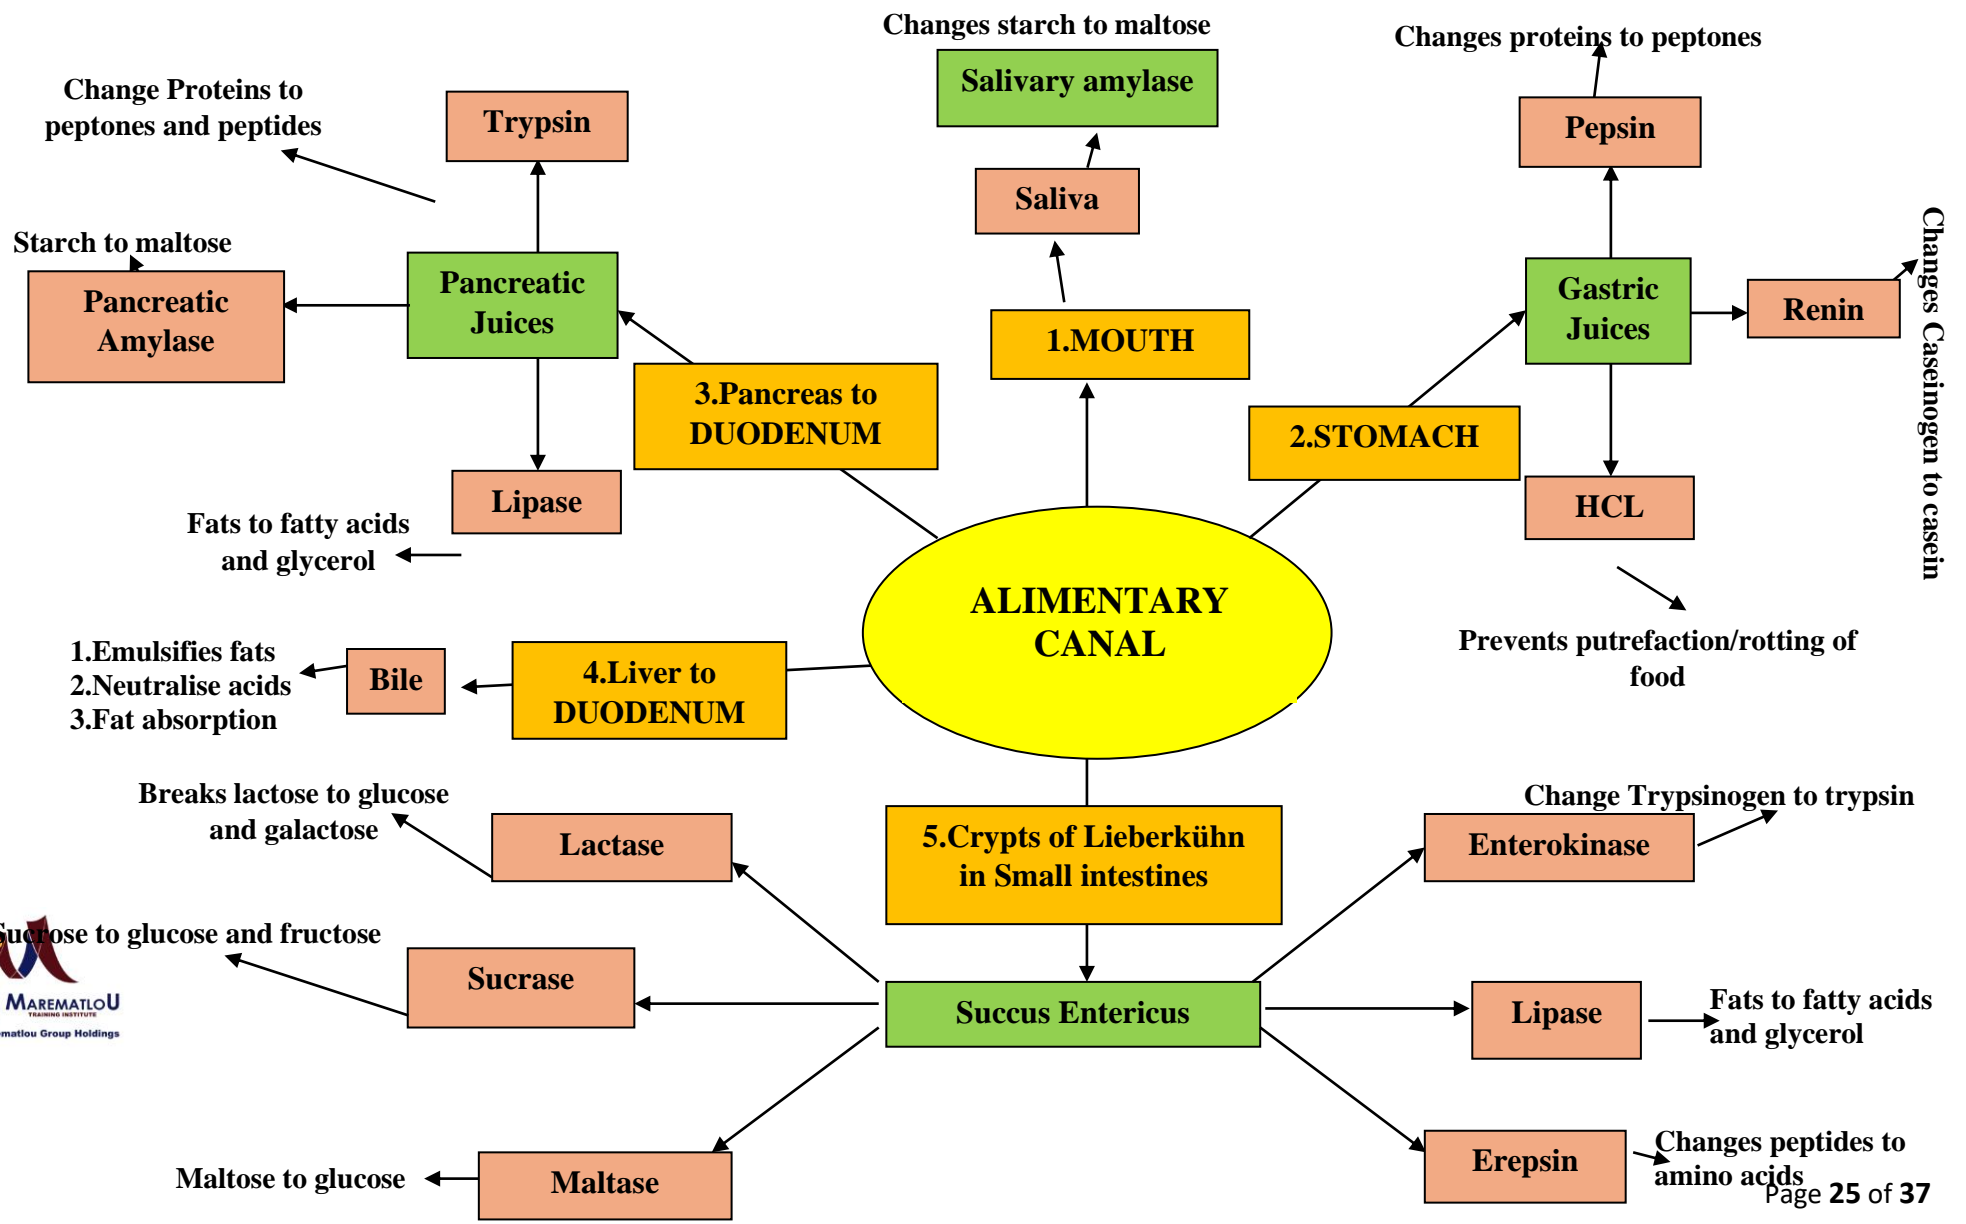 Changes starch to maltose
Salivary amylase
Saliva
1.MOUTH
Changes proteins to peptones
Pepsin
Gastric
Juices
Renin
Changes Caseinogen to casein
HCL
Prevents putrefaction/rotting of
food
2.STOMACH
Change Proteins to
peptones and peptides
Trypsin
Starch to maltose
Pancreatic
Amylase
Pancreatic
Juices
3.Pancreas to
DUODENUM
Lipase
Fats to fatty acids
and glycerol
ALIMENTARY
CANAL
1.Emulsifies fats
2.Neutralise acids
3.Fat absorption
Bile
4.Liver to
DUODENUM
Breaks lactose to glucose
and galactose
Lactase
5.Crypts of Lieberkühn
in Small intestines
Change Trypsinogen to trypsin
Enterokinase
Sucrose to glucose and fructose
Sucrase
Succus Entericus
Lipase
Fats to fatty acids
and glycerol
MAREMATLOU
TRAINING INSTITUTE
Group Holdings
Maltose to glucose
Maltase
Erepsin
Changes peptides to
amino acids
Page 25 of 37